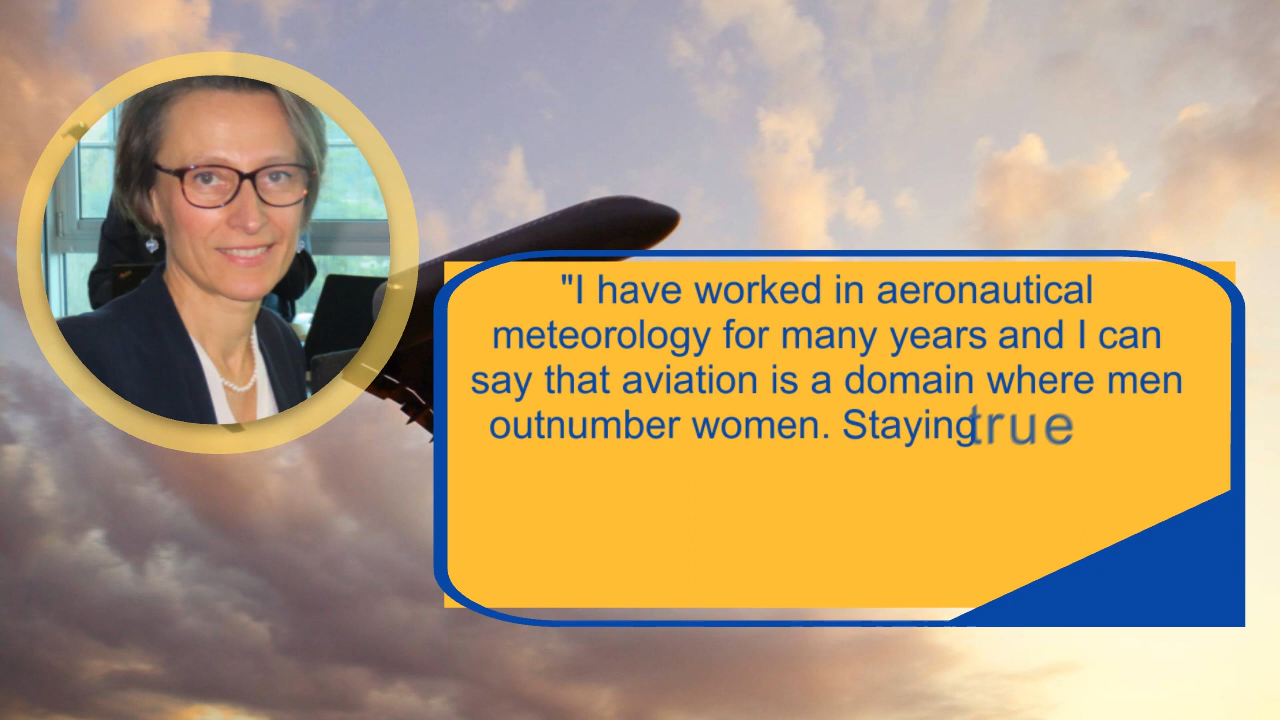 "I have worked in aeronautical
meteorology for many years and I can
say that aviation is a domain where men
outnumber women. Staying true